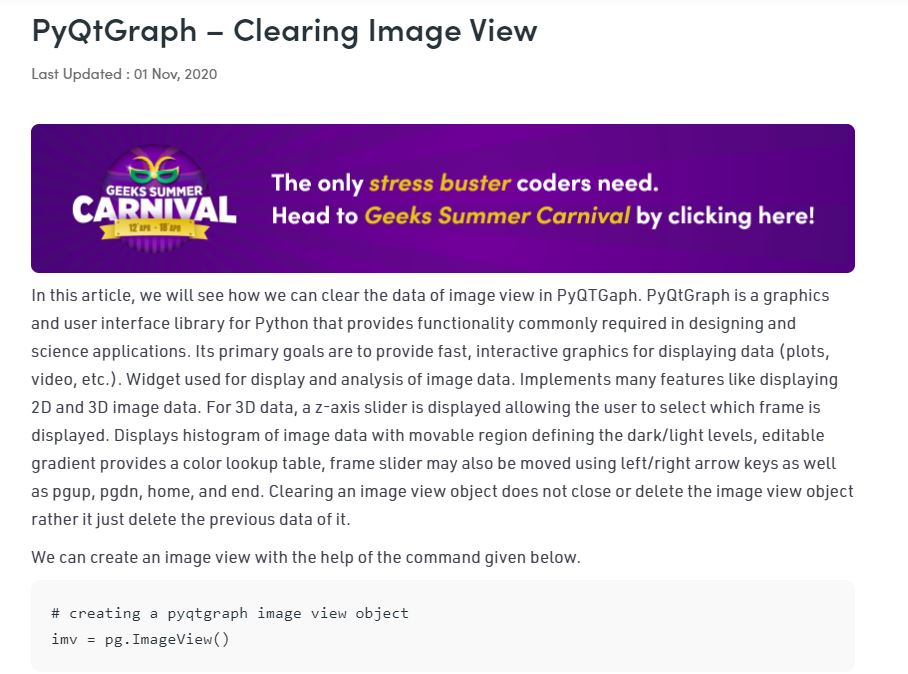 PyQtGraph – Clearing Image View
Last Updated : 01 Nov, 2020
GEEKS SUMMER
CARNIVAL
12 APR - 18 APR
The only stress buster coders need.
Head to Geeks Summer Carnival by clicking here!
In this article, we will see how we can clear the data of image view in PyQTGaph. PyQtGraph is a graphics
and user interface library for Python that provides functionality commonly required in designing and
science applications. Its primary goals are to provide fast, interactive graphics for displaying data (plots,
video, etc.). Widget used for display and analysis of image data. Implements many features like displaying
2D and 3D image data. For 3D data, a z-axis slider is displayed allowing the user to select which frame is
displayed. Displays histogram of image data with movable region defining the dark/light levels, editable
gradient provides a color lookup table, frame slider may also be moved using left/right arrow keys as well
as pgup, pgdn, home, and end. Clearing an image view object does not close or delete the image view object
rather it just delete the previous data of it.
We can create an image view with the help of the command given below.
# creating a pyqtgraph image view object
imv = pg.ImageView()